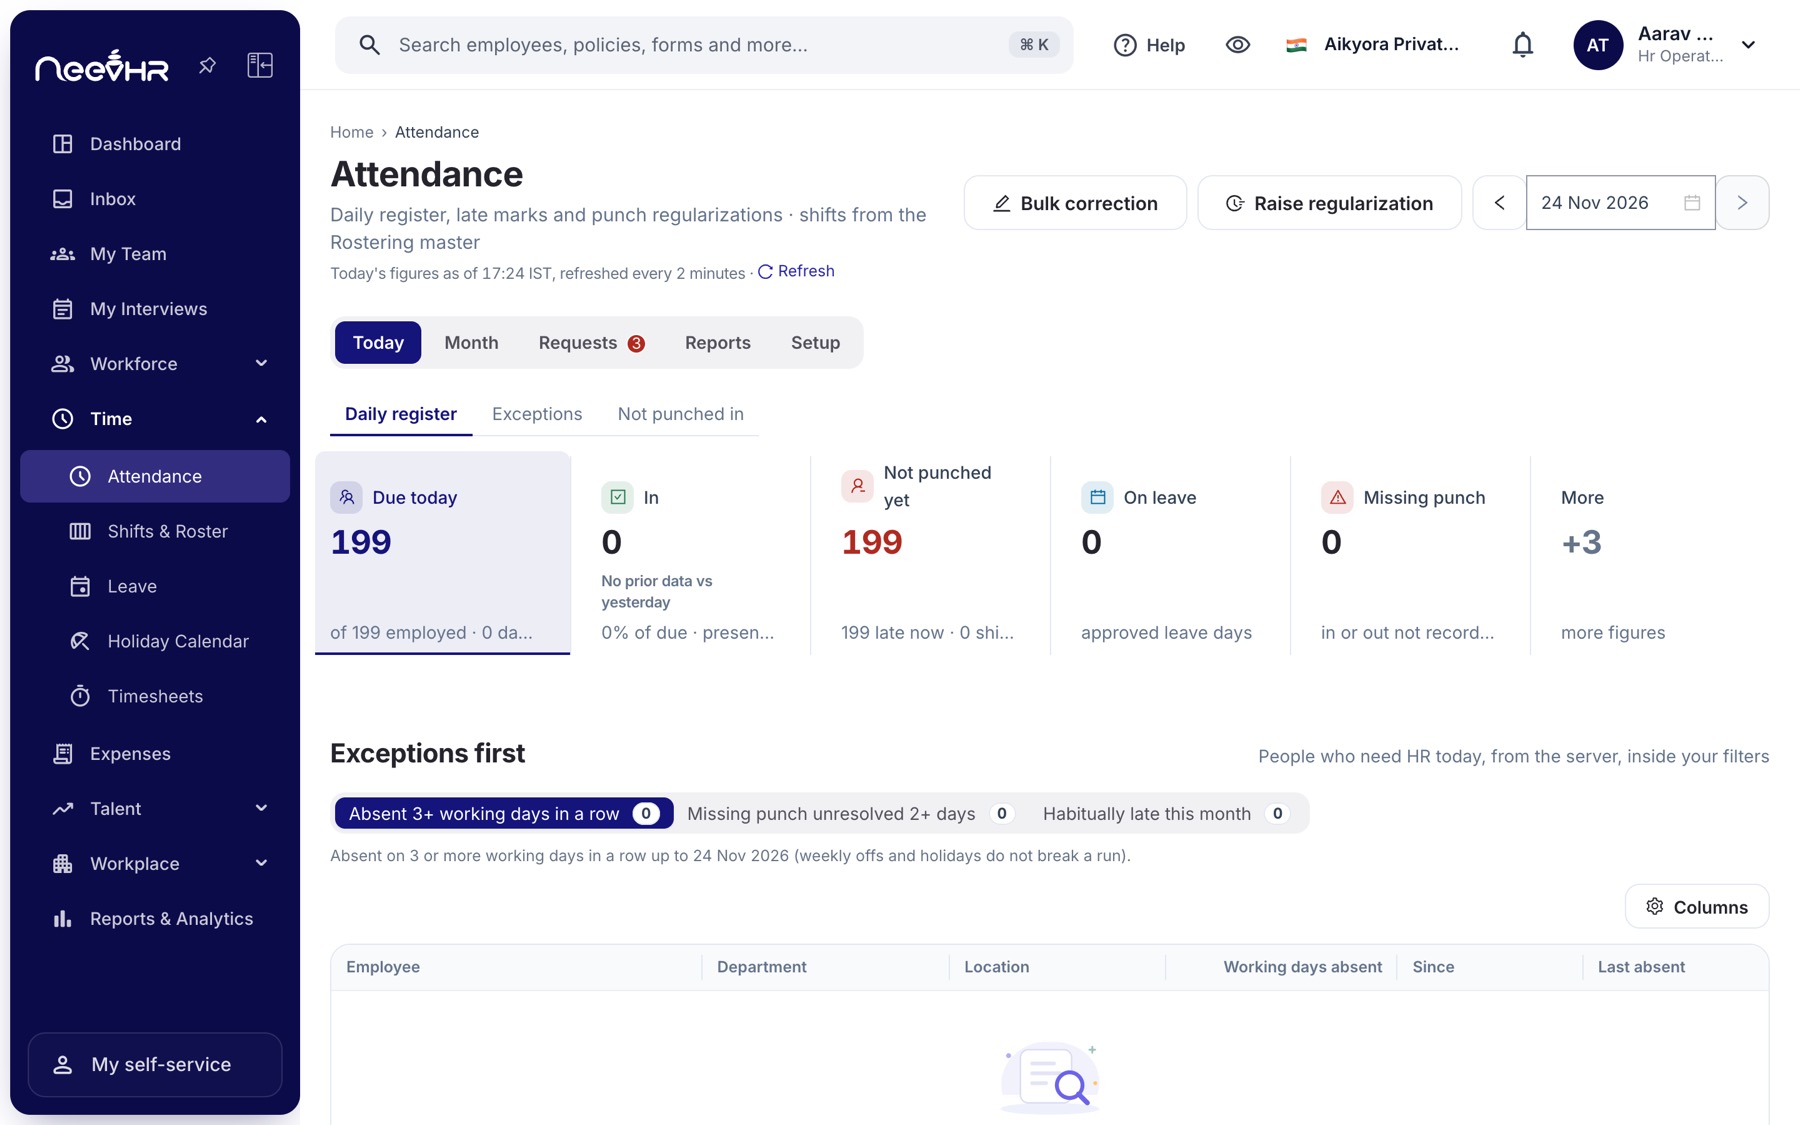 neevHR
Search employees, policies, forms and more...
⌘ K
Help
Aikyora Privat...
AT
Aarav ...
Hr Operat...
Dashboard
Inbox
My Team
My Interviews
Workforce
Time
Attendance
Shifts & Roster
Leave
Holiday Calendar
Timesheets
Expenses
Talent
Workplace
Reports & Analytics
My self-service
Home › Attendance
Attendance
Daily register, late marks and punch regularizations · shifts from the
Rostering master
Today's figures as of 17:24 IST, refreshed every 2 minutes · Refresh
Bulk correction
Raise regularization
24 Nov 2026
Today
Month
Requests 3
Reports
Setup
Daily register
Exceptions
Not punched in
Due today
199
of 199 employed · 0 da...
In
0
No prior data vs
yesterday
0% of due · presen...
Not punched
yet
199
199 late now · 0 shi...
On leave
0
approved leave days
Missing punch
0
in or out not record...
More
+3
more figures
Exceptions first
People who need HR today, from the server, inside your filters
Absent 3+ working days in a row 0
Missing punch unresolved 2+ days 0
Habitually late this month 0
Absent on 3 or more working days in a row up to 24 Nov 2026 (weekly offs and holidays do not break a run).
Columns
Employee
Department
Location
Working days absent
Since
Last absent